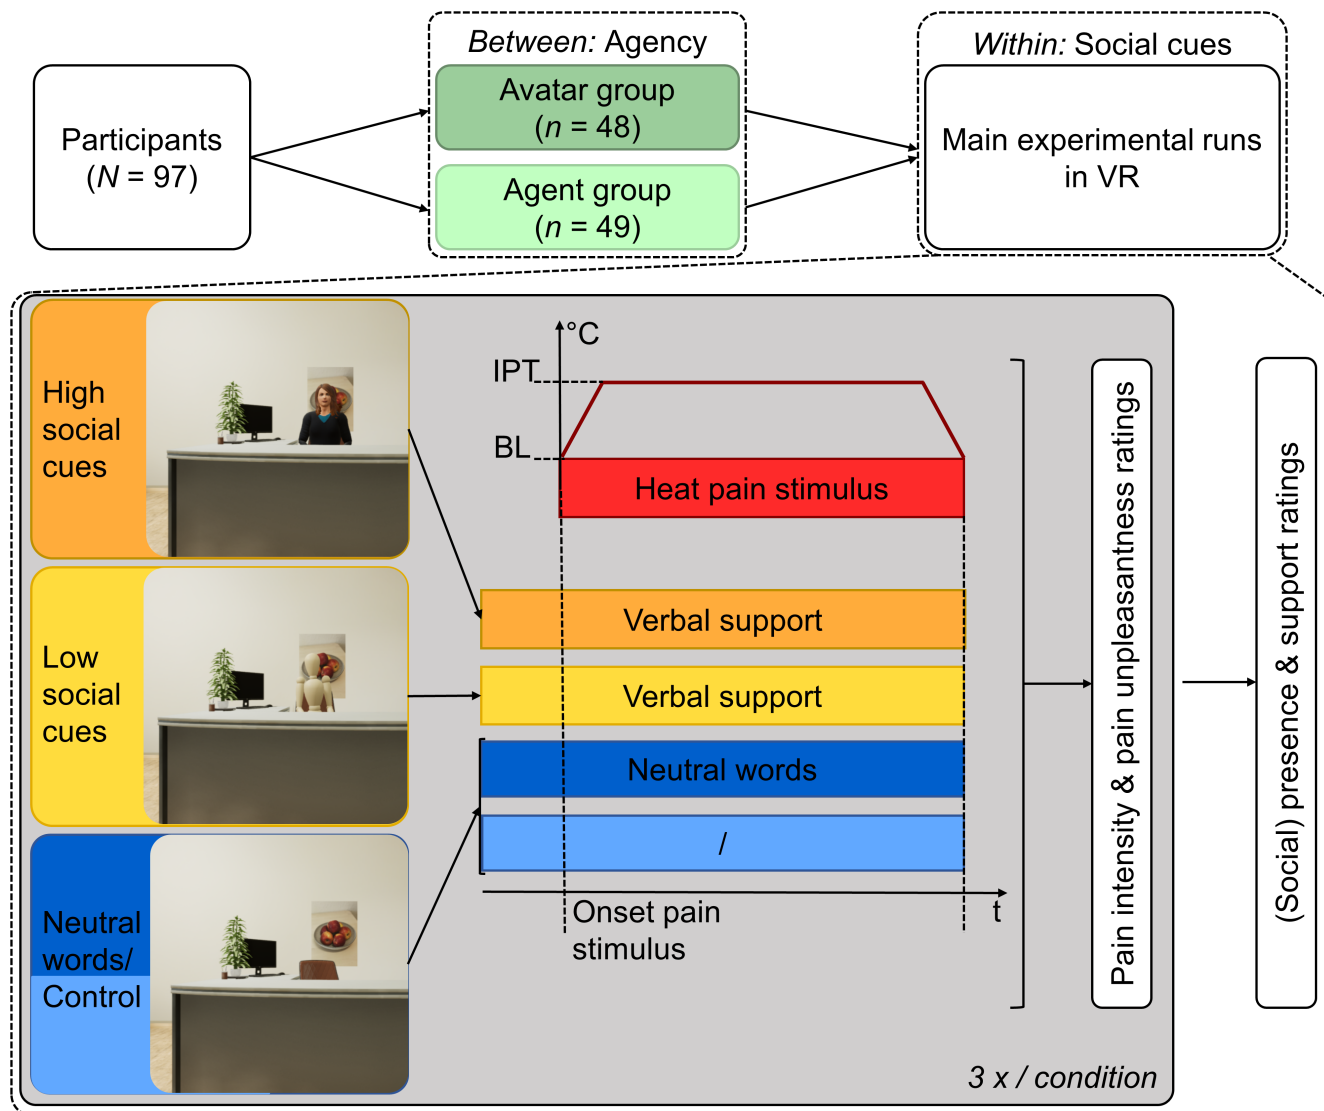 Between: Agency
Within: Social cues
Participants
(N = 97)
Avatar group
(n = 48)
Agent group
(n = 49)
Main experimental runs
in VR
High
social
cues
Low
social
cues
Neutral
words/
Control
°C
IPT
BL
Heat pain stimulus
Verbal support
Verbal support
Neutral words
/
Onset pain
stimulus
t
Pain intensity & pain unpleasantness ratings
(Social) presence & support ratings
3 x / condition